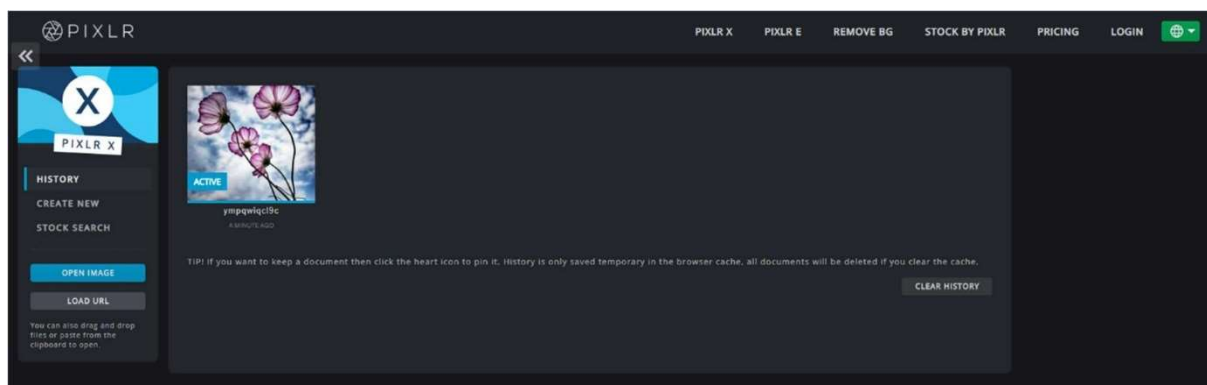 PIXLR
PIXLR X PIXLR E REMOVE BG STOCK BY PIXLR PRICING LOGIN
X
PIXLR X
HISTORY
CREATE NEW
STOCK SEARCH
OPEN IMAGE
LOAD URL
You can also drag and drop
files or paste from the
clipboard to open.
ACTIVE
ympqwiqcl9c
A MINUTE AGO
TIP! If you want to keep a document then click the heart icon to pin it. History is only saved temporary in the browser cache, all documents will be deleted if you clear the cache.
CLEAR HISTORY